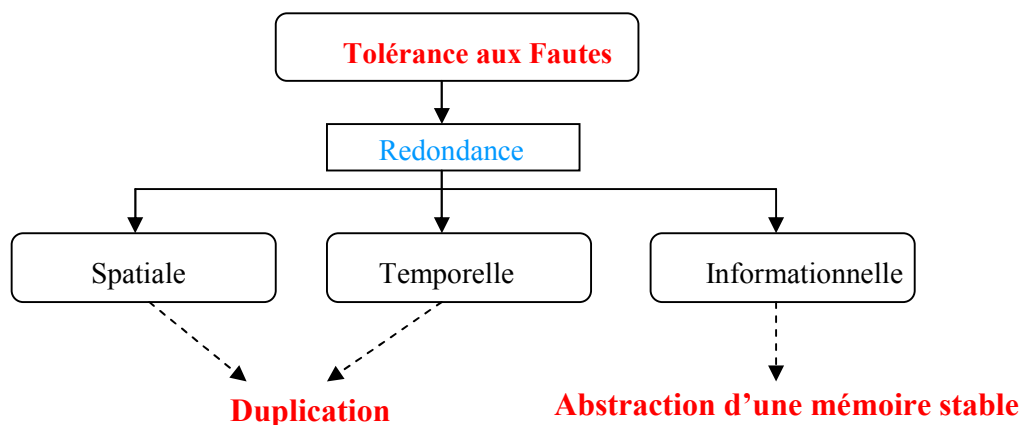 Tolérance aux Fautes
Redondance
Spatiale
Temporelle
Informationnelle
Duplication
Abstraction d’une mémoire stable